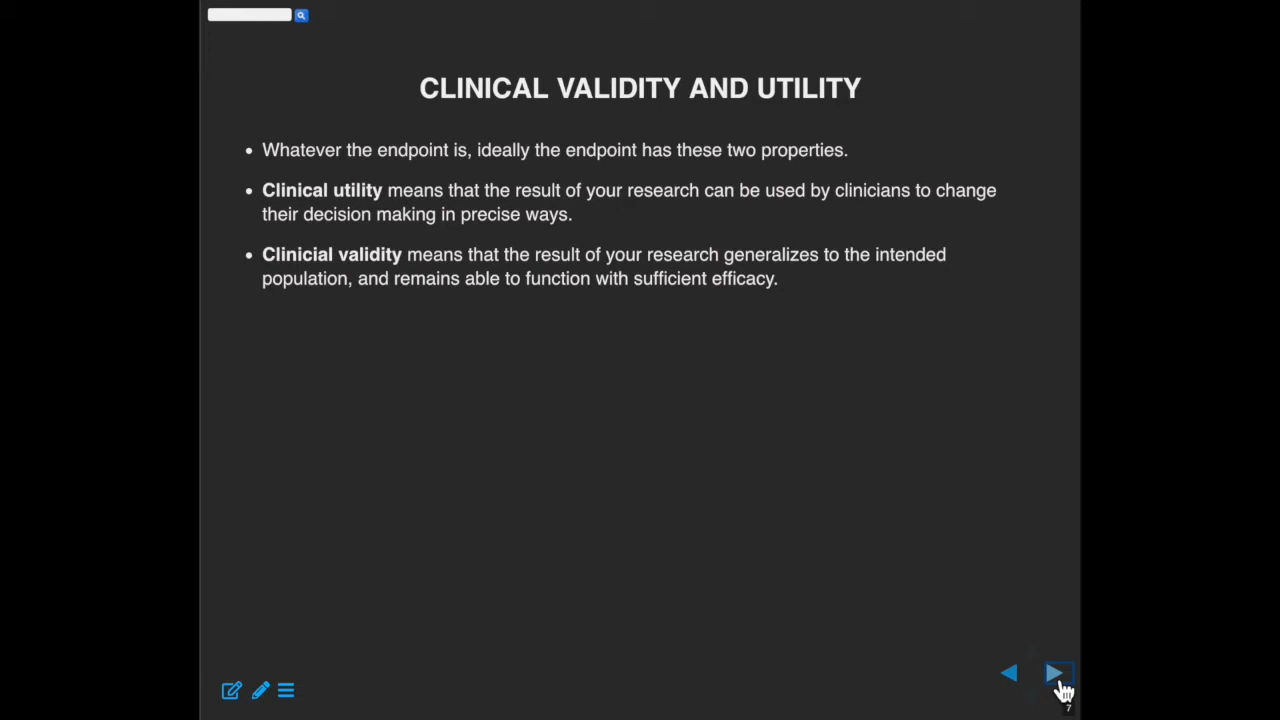 CLINICAL VALIDITY AND UTILITY
• Whatever the endpoint is, ideally the endpoint has these two properties.
• Clinical utility means that the result of your research can be used by clinicians to change
their decision making in precise ways.
• Clinicial validity means that the result of your research generalizes to the intended
population, and remains able to function with sufficient efficacy.
7